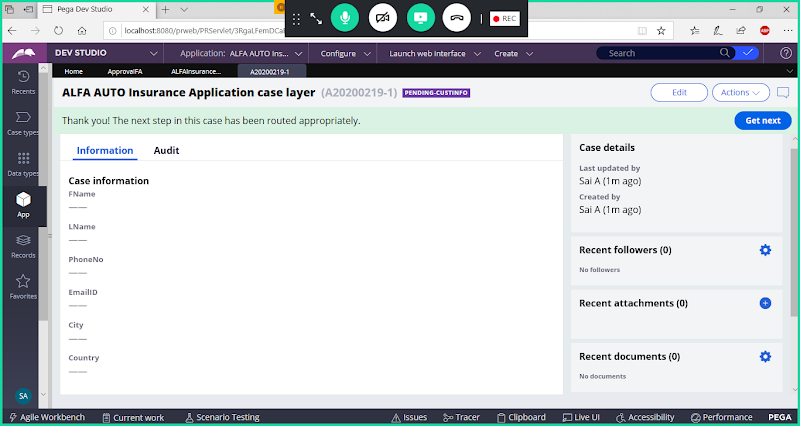 Pega Dev Studio
localhost:8080/prweb/PRServlet/3RgaLFemDCa
REC
DEV STUDIO
Application: ALFA AUTO Ins...
Configure
Launch web interface
Create
Search
Home
ApprovalFA
ALFAInsurance...
A20200219-1
Recents
Case types
Data types
App
Records
Favorites
SA
ALFA AUTO Insurance Application case layer (A20200219-1) PENDING-CUSTINFO
Edit
Actions
Thank you! The next step in this case has been routed appropriately.
Get next
Information
Audit
Case information
FName
——
LName
——
PhoneNo
——
EmailID
——
City
——
Country
——
Case details
Last updated by
Sai A (1m ago)
Created by
Sai A (1m ago)
Recent followers (0)
No followers
Recent attachments (0)
Recent documents (0)
No documents
Agile Workbench
Current work
Scenario Testing
Issues
Tracer
Clipboard
Live UI
Accessibility
Performance
PEGA